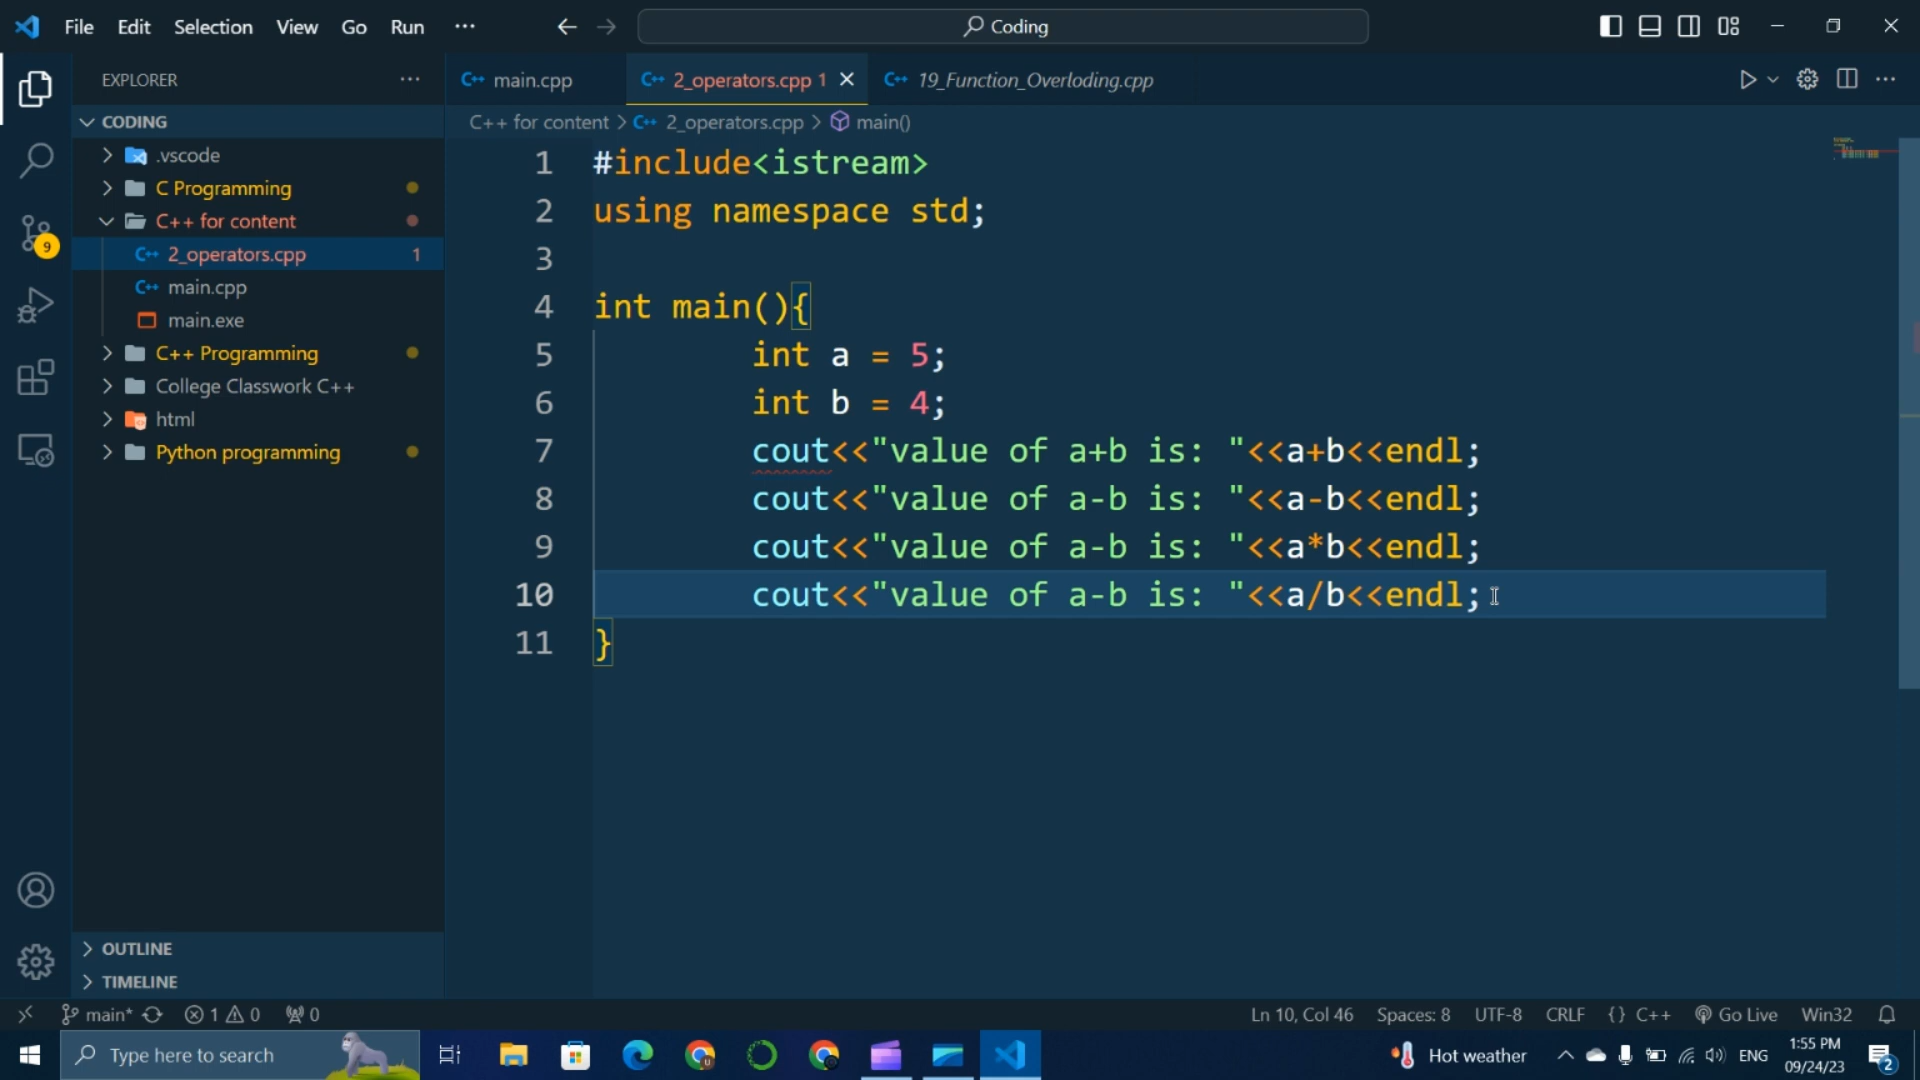 File Edit Selection View Go Run ··· Coding
EXPLORER ···
main.cpp 2_operators.cpp 1 19_Function_Overloding.cpp
CODING
C++ for content > 2_operators.cpp > main()
.vscode
C Programming
C++ for content
2_operators.cpp 1
main.cpp
main.exe
C++ Programming
College Classwork C++
html
Python programming
9
1 #include<istream>
2 using namespace std;
3
4 int main(){
5 int a = 5;
6 int b = 4;
7 cout<<"value of a+b is: "<<a+b<<endl;
8 cout<<"value of a-b is: "<<a-b<<endl;
9 cout<<"value of a-b is: "<<a*b<<endl;
10 cout<<"value of a-b is: "<<a/b<<endl;
11 }
OUTLINE
TIMELINE
main* 1 0 0 Ln 10, Col 46 Spaces: 8 UTF-8 CRLF {} C++ Go Live Win32
Type here to search Hot weather ENG 1:55 PM
09/24/23 2